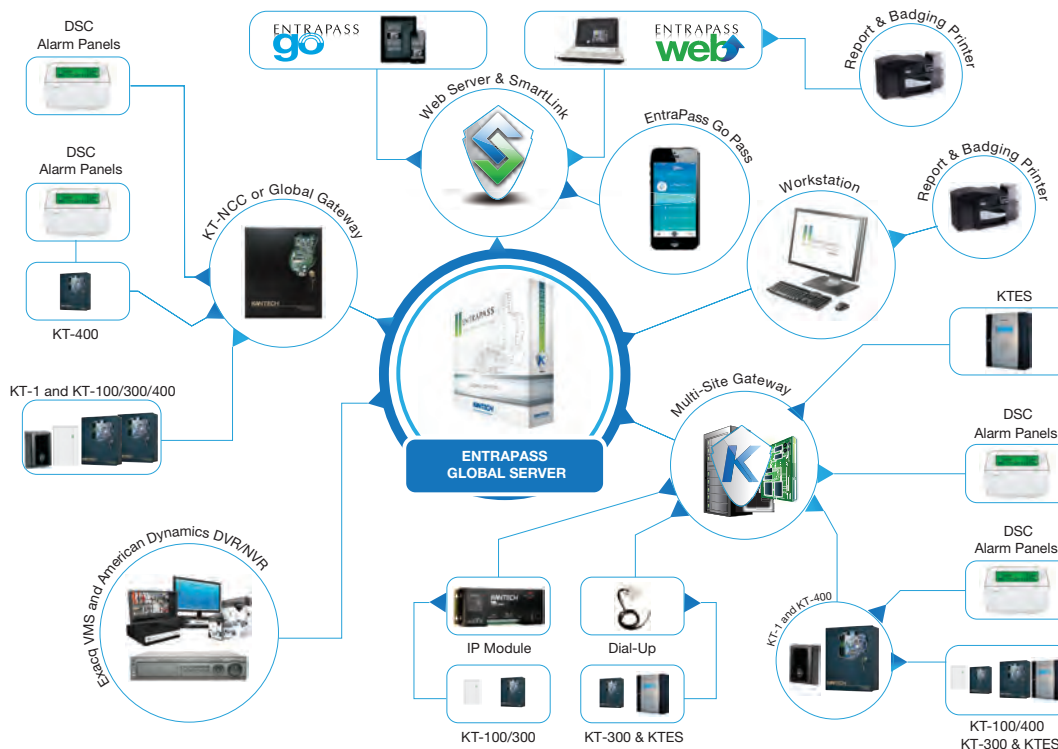 DSC
Alarm Panels
ENTRAPASS
go
ENTRAPASS
web
Report & Badging Printer
Web Server & SmartLink
EntraPass Go Pass
DSC
Alarm Panels
KT-NCC or Global Gateway
Workstation
Report & Badging Printer
KT-400
KANTECH
ENTRAPASS
KANTECH
KTES
KT-1 and KT-100/300/400
Multi-Site Gateway
K
DSC
Alarm Panels
ENTRAPASS
GLOBAL SERVER
Exacq VMS and American Dynamics DVR/NVR
DSC
Alarm Panels
KANTECH
IP Module
Dial-Up
KT-1 and KT-400
KT-100/300
KT-300 & KTES
KT-100/400
KT-300 & KTES